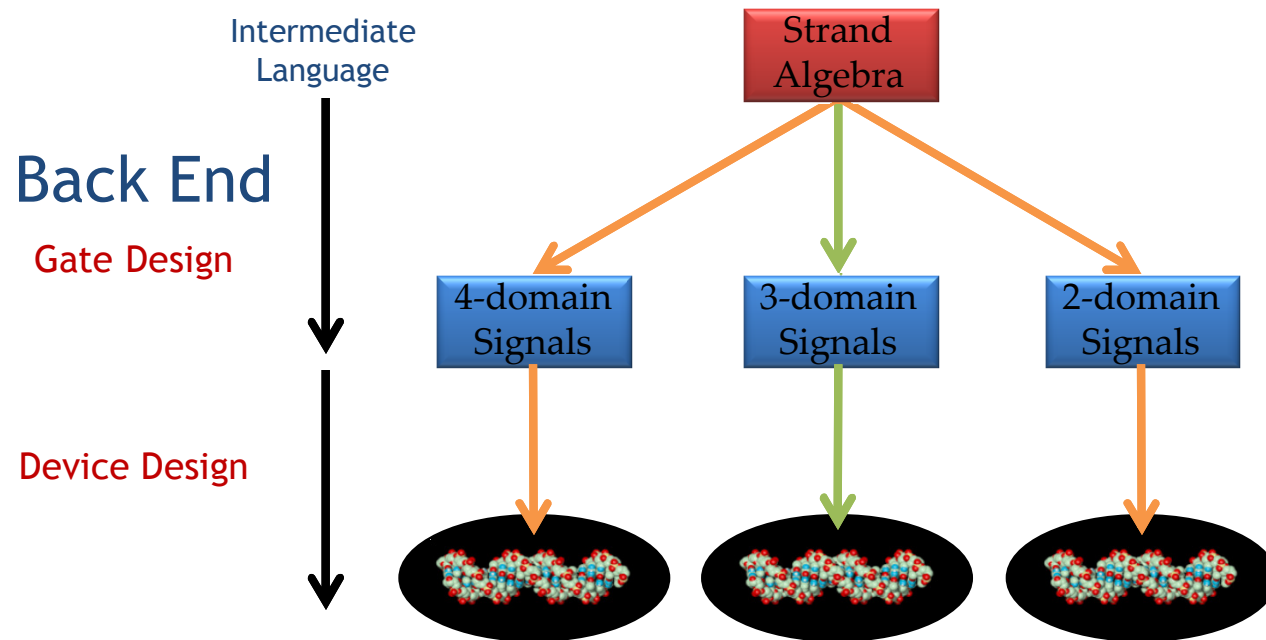 Intermediate
Language
Strand
Algebra
Back End
Gate Design
4-domain
Signals
3-domain
Signals
2-domain
Signals
Device Design